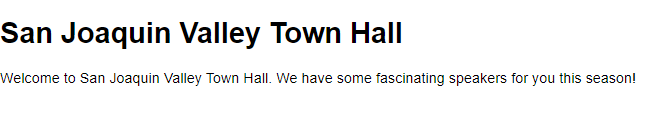 San Joaquin Valley Town Hall
Welcome to San Joaquin Valley Town Hall. We have some fascinating speakers for you this season!